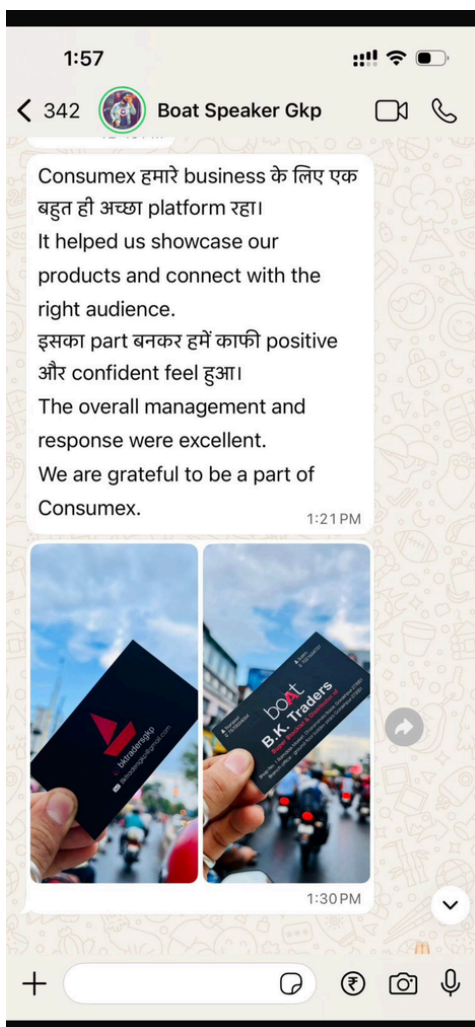 1:57
342 Boat Speaker Gkp
Consumex हमारे business के लिए एक
बहुत ही अच्छा platform रहा।
It helped us showcase our
products and connect with the
right audience.
इसका part बनकर हमें काफी positive
और confident feel हुआ।
The overall management and
response were excellent.
We are grateful to be a part of
Consumex.
1:21 PM
bktradersgkp
boAt
B.K. Traders
1:30 PM